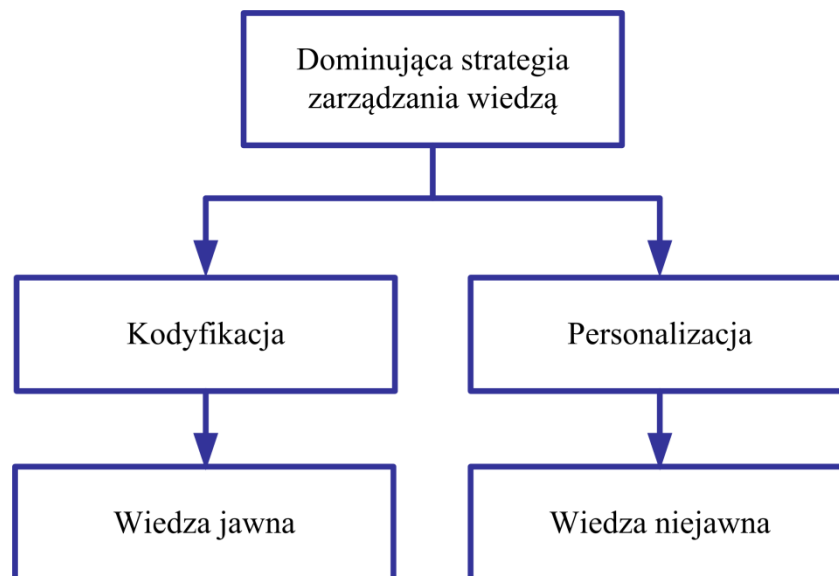 Dominująca strategia
zarządzania wiedzą
Kodyfikacja
Personalizacja
Wiedza jawna
Wiedza niejawna